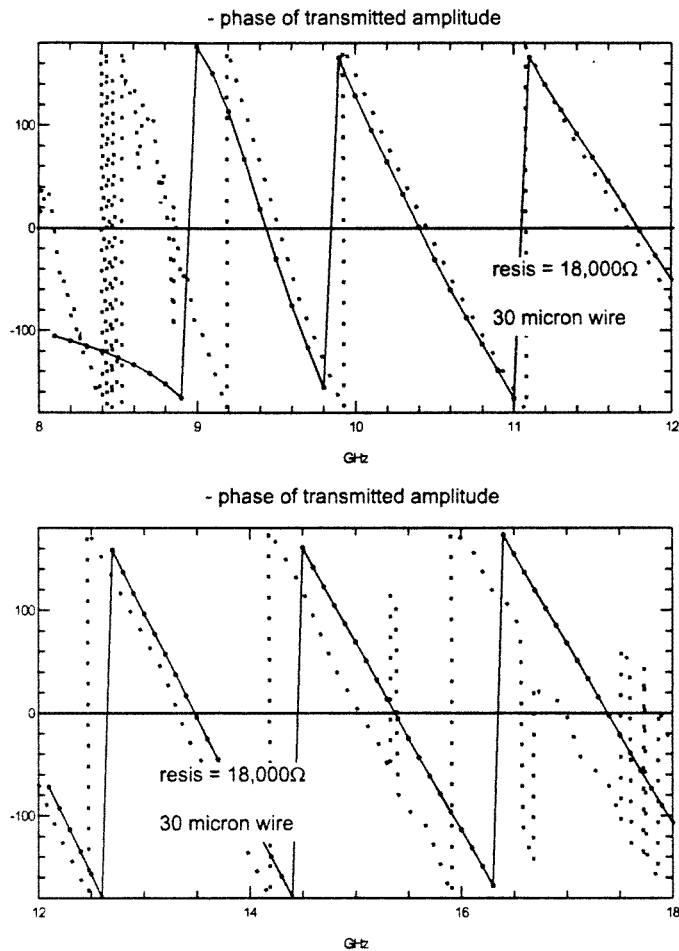 - phase of transmitted amplitude
100
0
-100
resis = 18,000Ω
30 micron wire
8 9 10 11 12
GHz
- phase of transmitted amplitude
100
0
-100
resis = 18,000Ω
30 micron wire
12 14 16 18
GHz